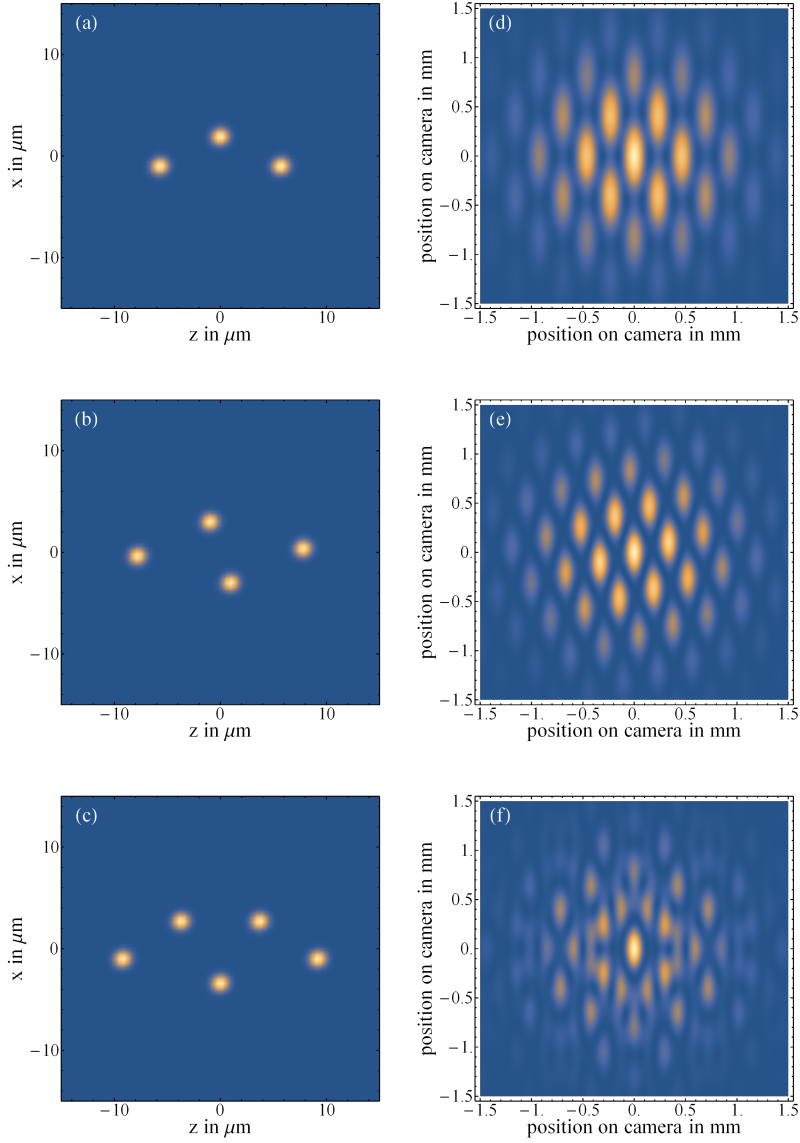 (a)
10
0
−10
x in μm
−10 0 10
z in μm
(d)
1.5
1.
0.5
0.
−0.5
−1.
−1.5
position on camera in mm
−1.5 −1. −0.5 0. 0.5 1. 1.5
position on camera in mm
(b)
10
0
−10
x in μm
−10 0 10
z in μm
(e)
1.5
1.
0.5
0.
−0.5
−1.
−1.5
position on camera in mm
−1.5 −1. −0.5 0. 0.5 1. 1.5
position on camera in mm
(c)
10
0
−10
x in μm
−10 0 10
z in μm
(f)
1.5
1.
0.5
0.
−0.5
−1.
−1.5
position on camera in mm
−1.5 −1. −0.5 0. 0.5 1. 1.5
position on camera in mm